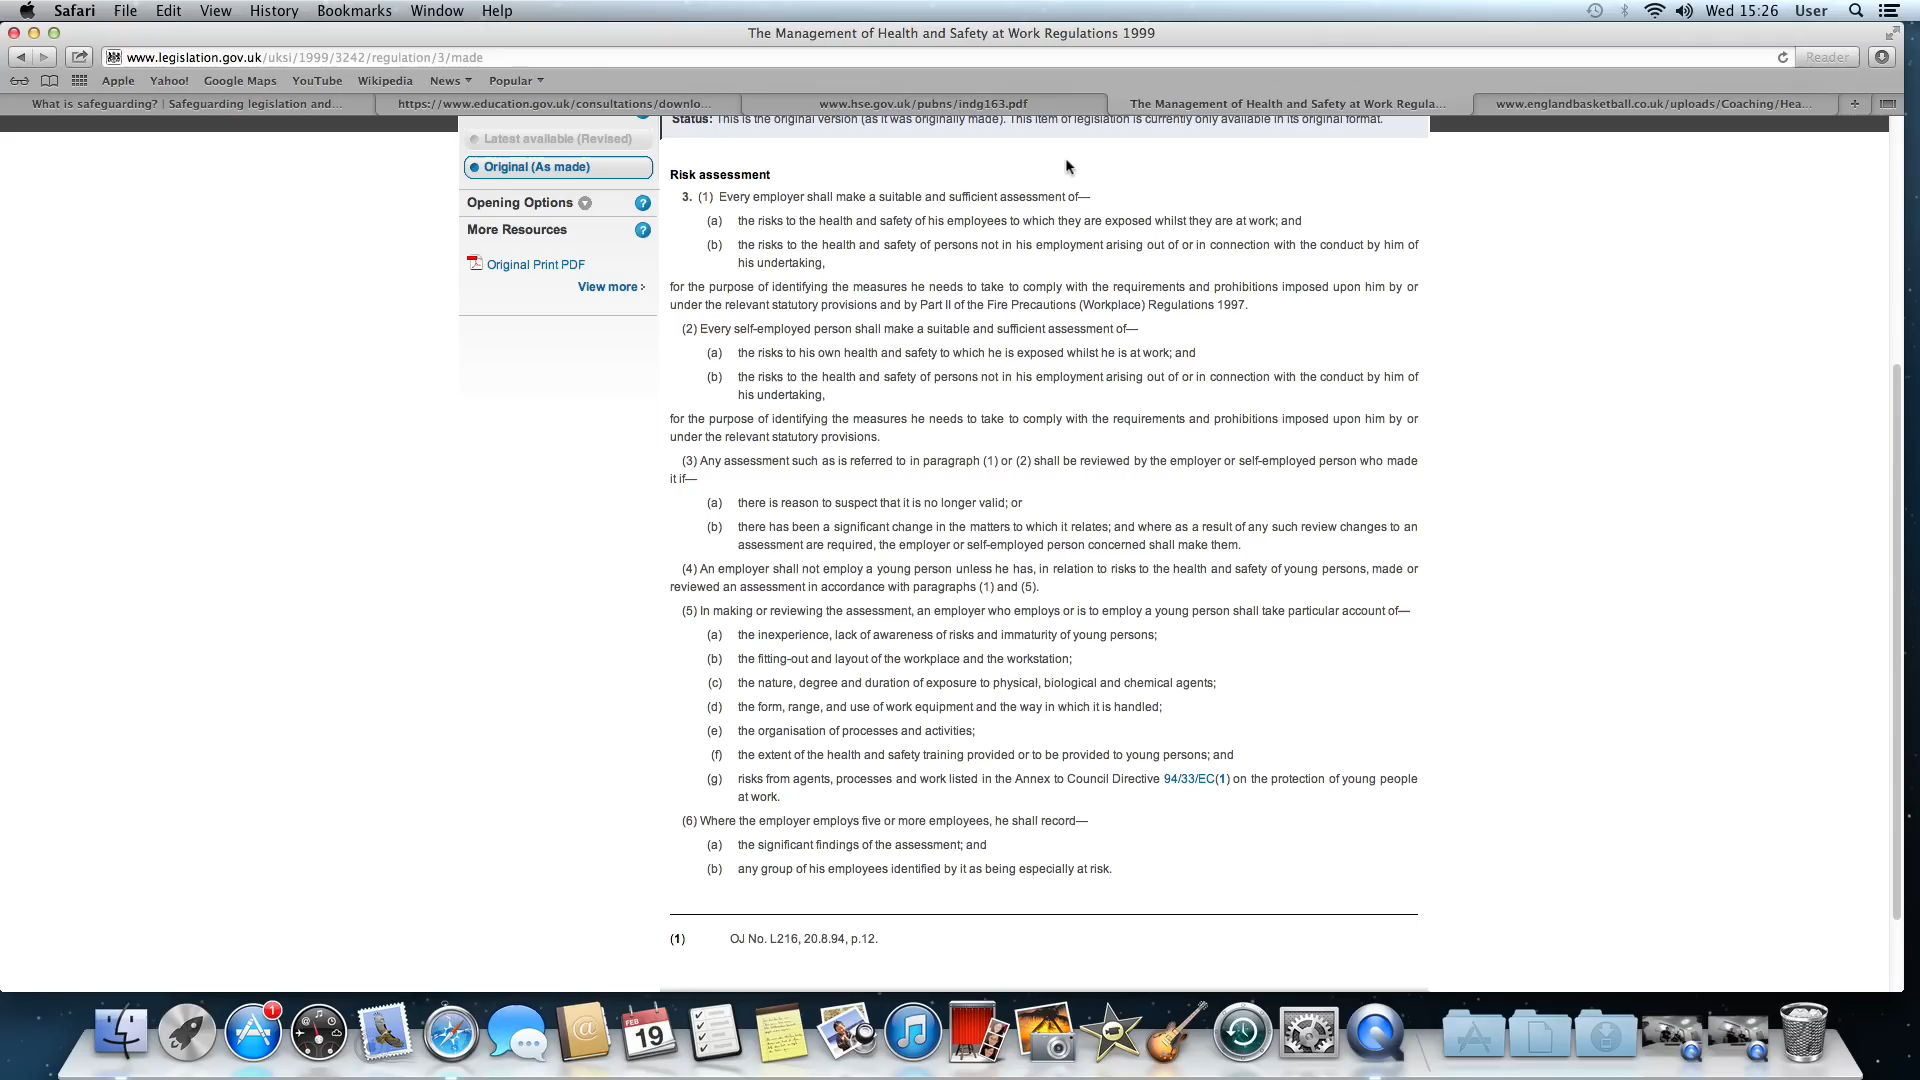 Safari File Edit View History Bookmarks Window Help Wed 15:26 User
The Management of Health and Safety at Work Regulations 1999
www.legislation.gov.uk/uksi/1999/3242/regulation/3/made Reader
Apple Yahoo! Google Maps YouTube Wikipedia News Popular
What is safeguarding? | Safeguarding legislation and... https://www.education.gov.uk/consultations/downlo... www.hse.gov.uk/pubns/indg163.pdf The Management of Health and Safety at Work Regula... www.englandbasketball.co.uk/uploads/Coaching/Hea...
Status: This is the original version (as it was originally made). This item of legislation is currently only available in its original format.
Latest available (Revised)
Original (As made)
Opening Options ?
More Resources ?
Original Print PDF
View more
Risk assessment
3. (1) Every employer shall make a suitable and sufficient assessment of—
(a) the risks to the health and safety of his employees to which they are exposed whilst they are at work; and
(b) the risks to the health and safety of persons not in his employment arising out of or in connection with the conduct by him of
his undertaking,
for the purpose of identifying the measures he needs to take to comply with the requirements and prohibitions imposed upon him by or
under the relevant statutory provisions and by Part II of the Fire Precautions (Workplace) Regulations 1997.
(2) Every self-employed person shall make a suitable and sufficient assessment of—
(a) the risks to his own health and safety to which he is exposed whilst he is at work; and
(b) the risks to the health and safety of persons not in his employment arising out of or in connection with the conduct by him of
his undertaking,
for the purpose of identifying the measures he needs to take to comply with the requirements and prohibitions imposed upon him by or
under the relevant statutory provisions.
(3) Any assessment such as is referred to in paragraph (1) or (2) shall be reviewed by the employer or self-employed person who made
it if—
(a) there is reason to suspect that it is no longer valid; or
(b) there has been a significant change in the matters to which it relates; and where as a result of any such review changes to an
assessment are required, the employer or self-employed person concerned shall make them.
(4) An employer shall not employ a young person unless he has, in relation to risks to the health and safety of young persons, made or
reviewed an assessment in accordance with paragraphs (1) and (5).
(5) In making or reviewing the assessment, an employer who employs or is to employ a young person shall take particular account of—
(a) the inexperience, lack of awareness of risks and immaturity of young persons;
(b) the fitting-out and layout of the workplace and the workstation;
(c) the nature, degree and duration of exposure to physical, biological and chemical agents;
(d) the form, range, and use of work equipment and the way in which it is handled;
(e) the organisation of processes and activities;
(f) the extent of the health and safety training provided or to be provided to young persons; and
(g) risks from agents, processes and work listed in the Annex to Council Directive 94/33/EC(1) on the protection of young people
at work.
(6) Where the employer employs five or more employees, he shall record—
(a) the significant findings of the assessment; and
(b) any group of his employees identified by it as being especially at risk.
(1) OJ No. L216, 20.8.94, p.12.
1
FEB
19